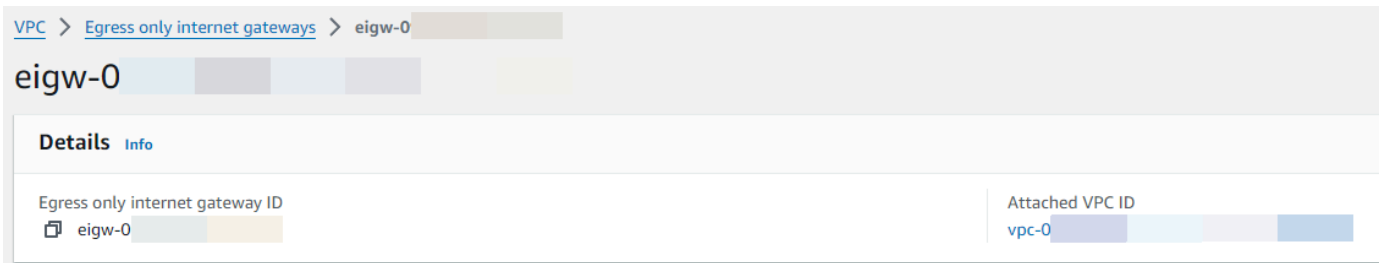 VPC > Egress only internet gateways > eigw-0
eigw-0
Details Info
Egress only internet gateway ID
eigw-0
Attached VPC ID
vpc-0